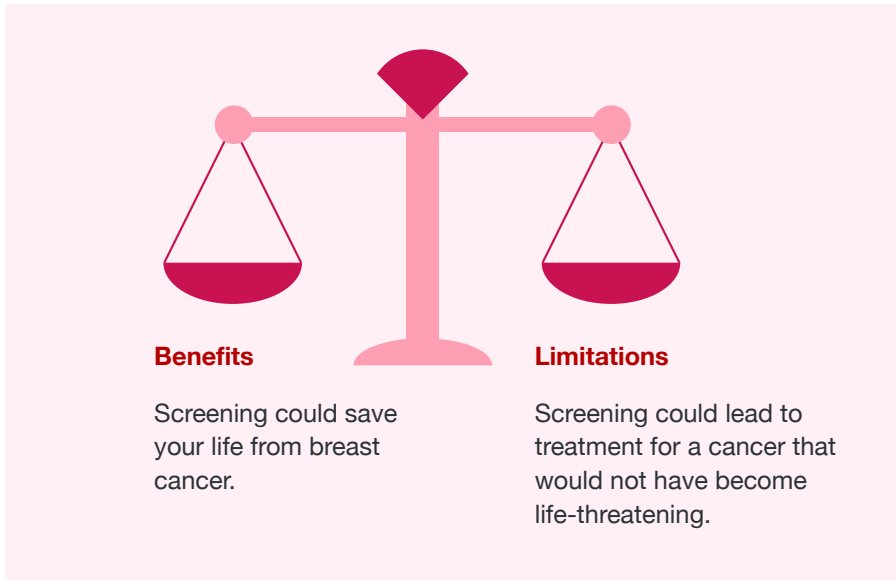 Benefits
Screening could save
your life from breast
cancer.
Limitations
Screening could lead to
treatment for a cancer that
would not have become
life-threatening.